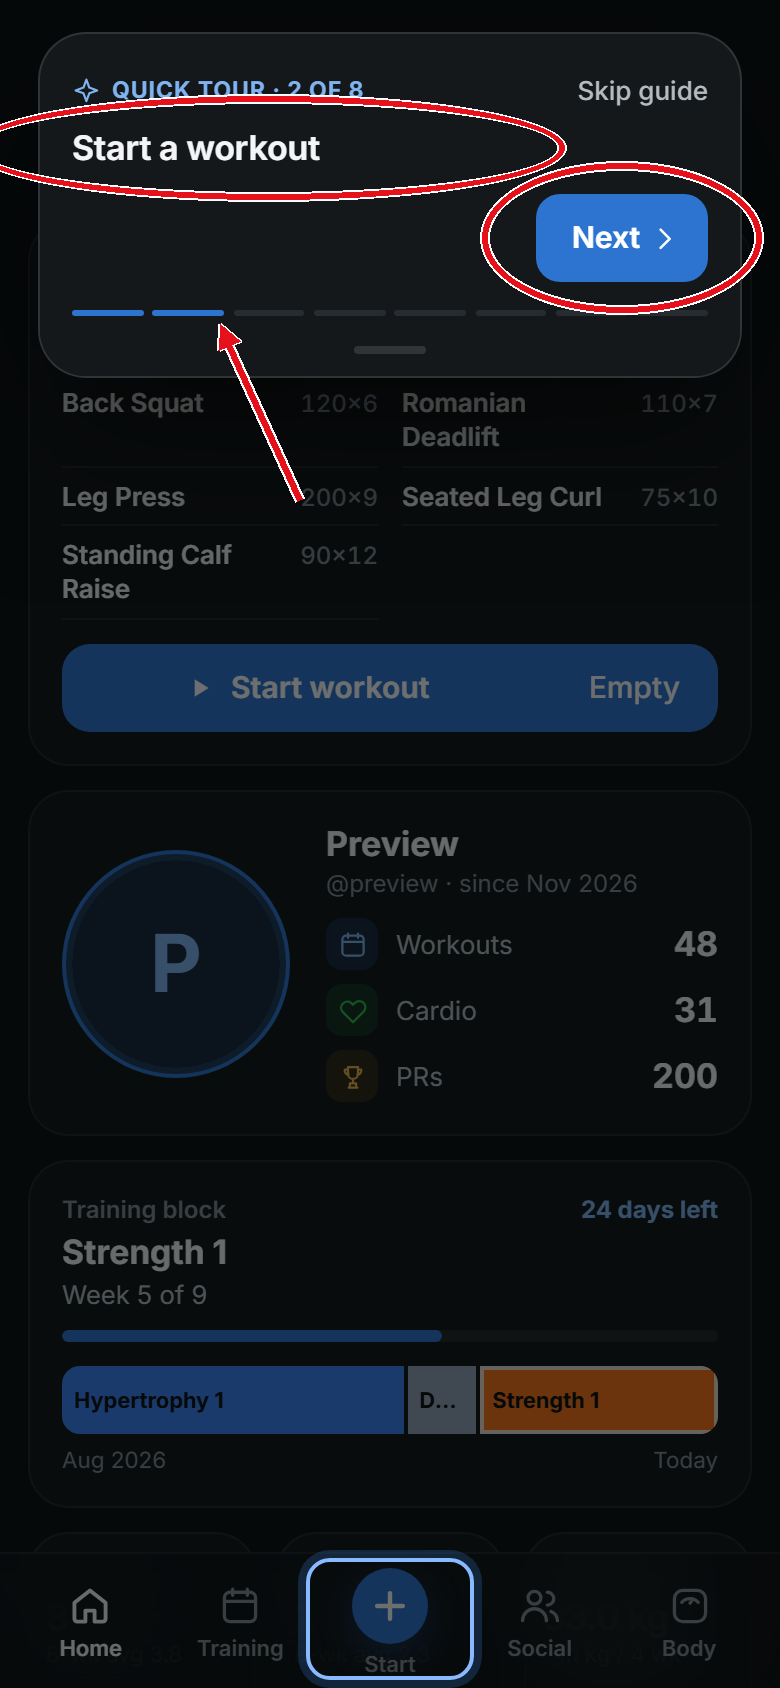 QUICK TOUR · 2 OF 8
Skip guide
Start a workout
Next
Back Squat 120×6
Romanian Deadlift 110×7
Leg Press 200×9
Seated Leg Curl 75×10
Standing Calf Raise 90×12
Start workout
Empty
Preview
@preview · since Nov 2026
P
Workouts 48
Cardio 31
PRs 200
Training block
24 days left
Strength 1
Week 5 of 9
Hypertrophy 1
D...
Strength 1
Aug 2026
Today
Home
Training
Start
Social
Body